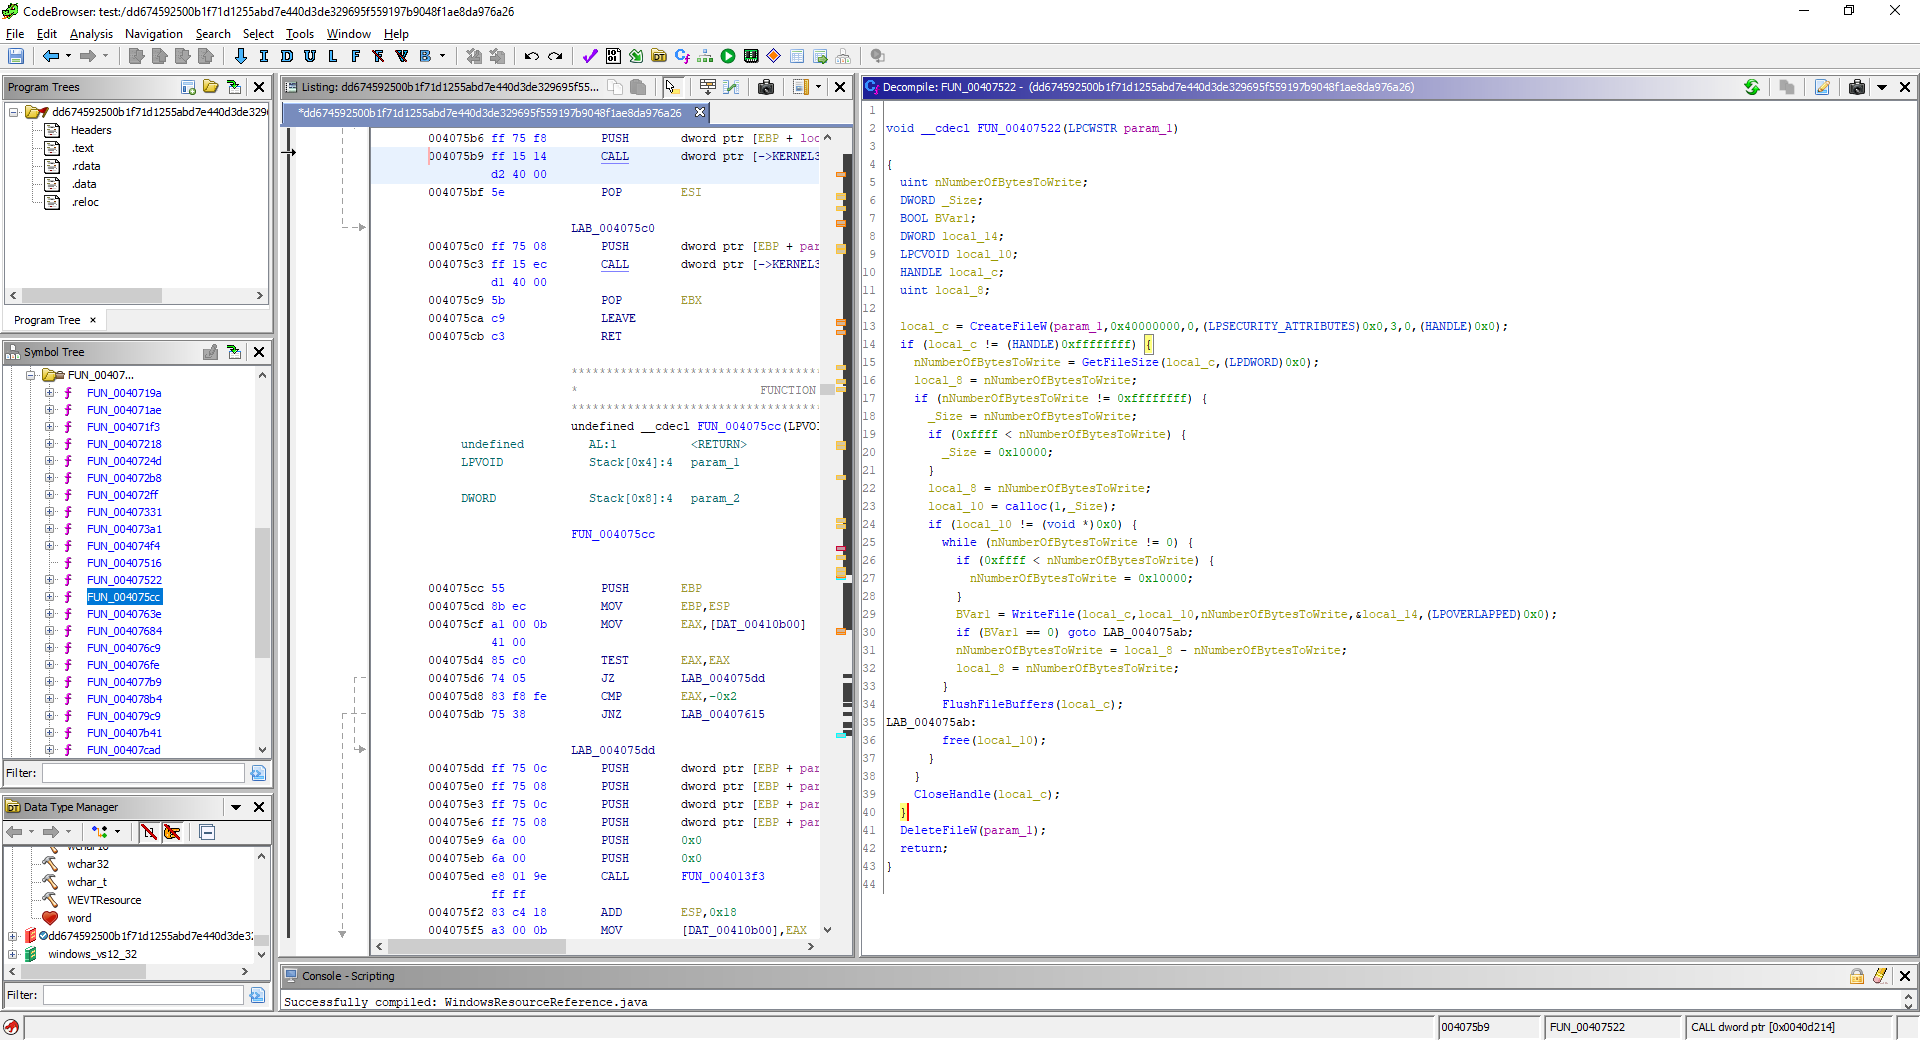 CodeBrowser: test:/dd674592500b1f71d1255abd7e440d3de329695f559197b9048f1ae8da976a26
File Edit Analysis Navigation Search Select Tools Window Help
I D U L F R V B
Program Trees
dd674592500b1f71d1255abd7e440d3de329
Headers
.text
.rdata
.data
.reloc
Program Tree
Symbol Tree
FUN_00407...
FUN_0040719a
FUN_004071ae
FUN_004071f3
FUN_00407218
FUN_0040724d
FUN_004072b8
FUN_004072ff
FUN_00407331
FUN_004073a1
FUN_004074f4
FUN_00407516
FUN_00407522
FUN_004075cc
FUN_0040763e
FUN_00407684
FUN_004076c9
FUN_004076fe
FUN_004077b9
FUN_004078b4
FUN_004079c9
FUN_00407b41
FUN_00407cad
Filter:
Data Type Manager
wchar16
wchar32
wchar_t
WEVTResource
word
dd674592500b1f71d1255abd7e440d3de32
windows_vs12_32
Filter:
Listing: dd674592500b1f71d1255abd7e440d3de329695f55...
*dd674592500b1f71d1255abd7e440d3de329695f559197b9048f1ae8da976a26
004075b6 ff 75 f8 PUSH dword ptr [EBP + loc
004075b9 ff 15 14 CALL dword ptr [->KERNEL3
d2 40 00
004075bf 5e POP ESI
LAB_004075c0
004075c0 ff 75 08 PUSH dword ptr [EBP + par
004075c3 ff 15 ec CALL dword ptr [->KERNEL3
d1 40 00
004075c9 5b POP EBX
004075ca c9 LEAVE
004075cb c3 RET
************************************
* FUNCTION
************************************
undefined __cdecl FUN_004075cc(LPVOI
undefined AL:1 <RETURN>
LPVOID Stack[0x4]:4 param_1
DWORD Stack[0x8]:4 param_2
FUN_004075cc
004075cc 55 PUSH EBP
004075cd 8b ec MOV EBP,ESP
004075cf a1 00 0b MOV EAX,[DAT_00410b00]
41 00
004075d4 85 c0 TEST EAX,EAX
004075d6 74 05 JZ LAB_004075dd
004075d8 83 f8 fe CMP EAX,-0x2
004075db 75 38 JNZ LAB_00407615
LAB_004075dd
004075dd ff 75 0c PUSH dword ptr [EBP + par
004075e0 ff 75 08 PUSH dword ptr [EBP + par
004075e3 ff 75 0c PUSH dword ptr [EBP + par
004075e6 ff 75 08 PUSH dword ptr [EBP + par
004075e9 6a 00 PUSH 0x0
004075eb 6a 00 PUSH 0x0
004075ed e8 01 9e CALL FUN_004013f3
ff ff
004075f2 83 c4 18 ADD ESP,0x18
004075f5 a3 00 0b MOV [DAT_00410b00],EAX
Decompile: FUN_00407522 - (dd674592500b1f71d1255abd7e440d3de329695f559197b9048f1ae8da976a26)
1
2 void __cdecl FUN_00407522(LPCWSTR param_1)
3
4 {
5 uint nNumberOfBytesToWrite;
6 DWORD _Size;
7 BOOL BVar1;
8 DWORD local_14;
9 LPCVOID local_10;
10 HANDLE local_c;
11 uint local_8;
12
13 local_c = CreateFileW(param_1,0x40000000,0,(LPSECURITY_ATTRIBUTES)0x0,3,0,(HANDLE)0x0);
14 if (local_c != (HANDLE)0xffffffff) {
15 nNumberOfBytesToWrite = GetFileSize(local_c,(LPDWORD)0x0);
16 local_8 = nNumberOfBytesToWrite;
17 if (nNumberOfBytesToWrite != 0xffffffff) {
18 _Size = nNumberOfBytesToWrite;
19 if (0xffff < nNumberOfBytesToWrite) {
20 _Size = 0x10000;
21 }
22 local_8 = nNumberOfBytesToWrite;
23 local_10 = calloc(1,_Size);
24 if (local_10 != (void *)0x0) {
25 while (nNumberOfBytesToWrite != 0) {
26 if (0xffff < nNumberOfBytesToWrite) {
27 nNumberOfBytesToWrite = 0x10000;
28 }
29 BVar1 = WriteFile(local_c,local_10,nNumberOfBytesToWrite,&local_14,(LPOVERLAPPED)0x0);
30 if (BVar1 == 0) goto LAB_004075ab;
31 nNumberOfBytesToWrite = local_8 - nNumberOfBytesToWrite;
32 local_8 = nNumberOfBytesToWrite;
33 }
34 FlushFileBuffers(local_c);
35 LAB_004075ab:
36 free(local_10);
37 }
38 }
39 CloseHandle(local_c);
40 }
41 DeleteFileW(param_1);
42 return;
43 }
44
Console - Scripting
Successfully compiled: WindowsResourceReference.java
004075b9 FUN_00407522 CALL dword ptr [0x0040d214]